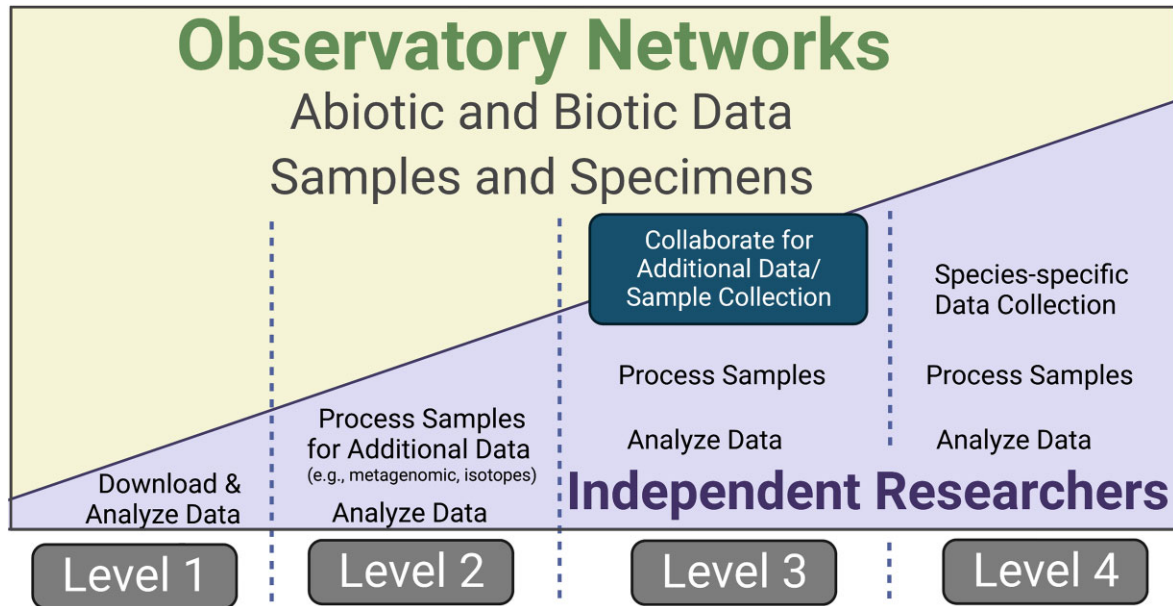 Observatory Networks
Abiotic and Biotic Data
Samples and Specimens
Download &
Analyze Data
Process Samples
for Additional Data
(e.g., metagenomic, isotopes)
Analyze Data
Collaborate for
Additional Data/
Sample Collection
Process Samples
Analyze Data
Species-specific
Data Collection
Process Samples
Analyze Data
Independent Researchers
Level 1
Level 2
Level 3
Level 4